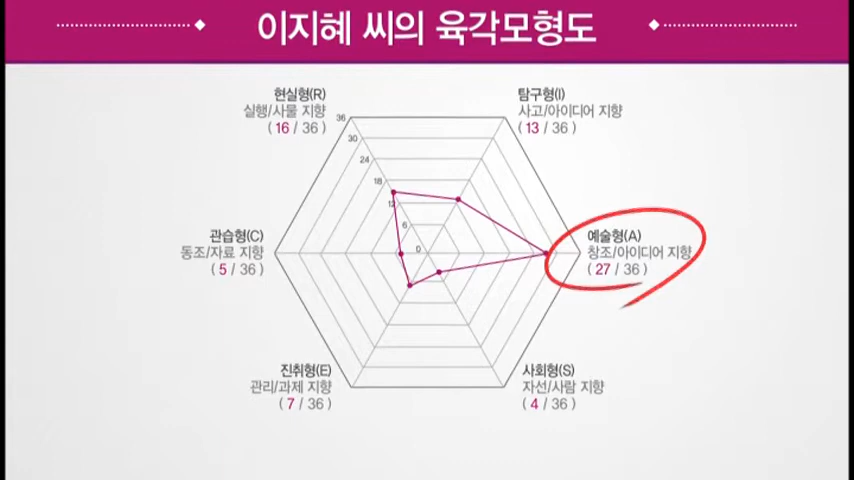 이지혜 씨의 육각모형도
현실형(R)
실행/사물 지향
( 16 / 36 )
탐구형(I)
사고/아이디어 지향
( 13 / 36 )
36
30
24
18
12
6
0
관습형(C)
동조/자료 지향
( 5 / 36 )
예술형(A)
창조/아이디어 지향
( 27 / 36 )
진취형(E)
관리/과제 지향
( 7 / 36 )
사회형(S)
자선/사람 지향
( 4 / 36 )